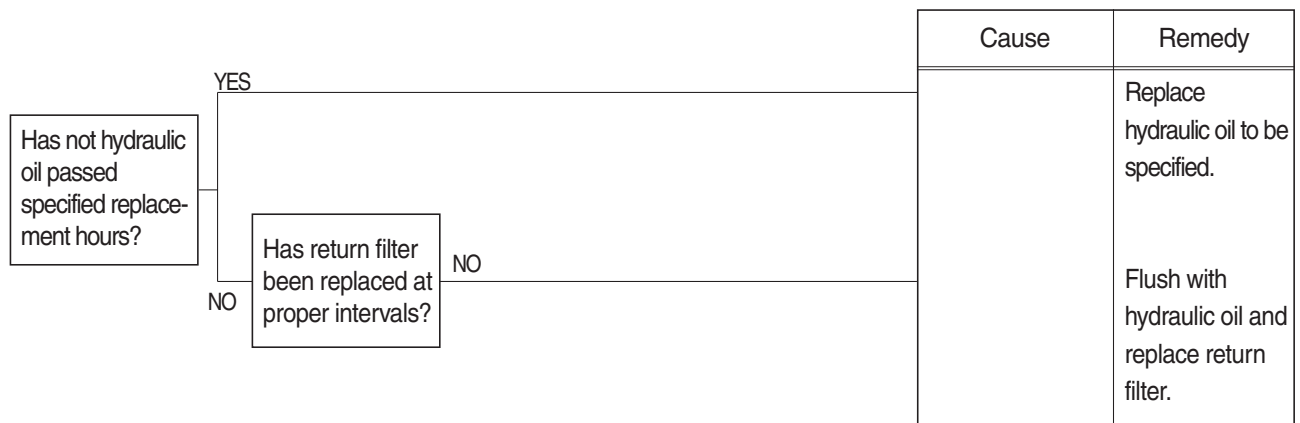 Cause
Remedy
YES
Replace
hydraulic oil to be
specified.
Has not hydraulic
oil passed
specified replace-
ment hours?
NO
Has return filter
been replaced at
proper intervals?
NO
Flush with
hydraulic oil and
replace return
filter.